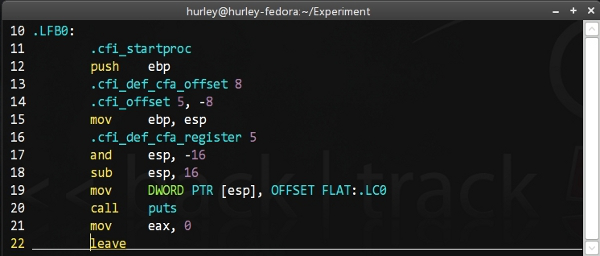 hurley@hurley-fedora:~/Experiment
10 .LFB0:
11 .cfi_startproc
12 push ebp
13 .cfi_def_cfa_offset 8
14 .cfi_offset 5, -8
15 mov ebp, esp
16 .cfi_def_cfa_register 5
17 and esp, -16
18 sub esp, 16
19 mov DWORD PTR [esp], OFFSET FLAT:.LC0
20 call puts
21 mov eax, 0
22 leave
<< back | track